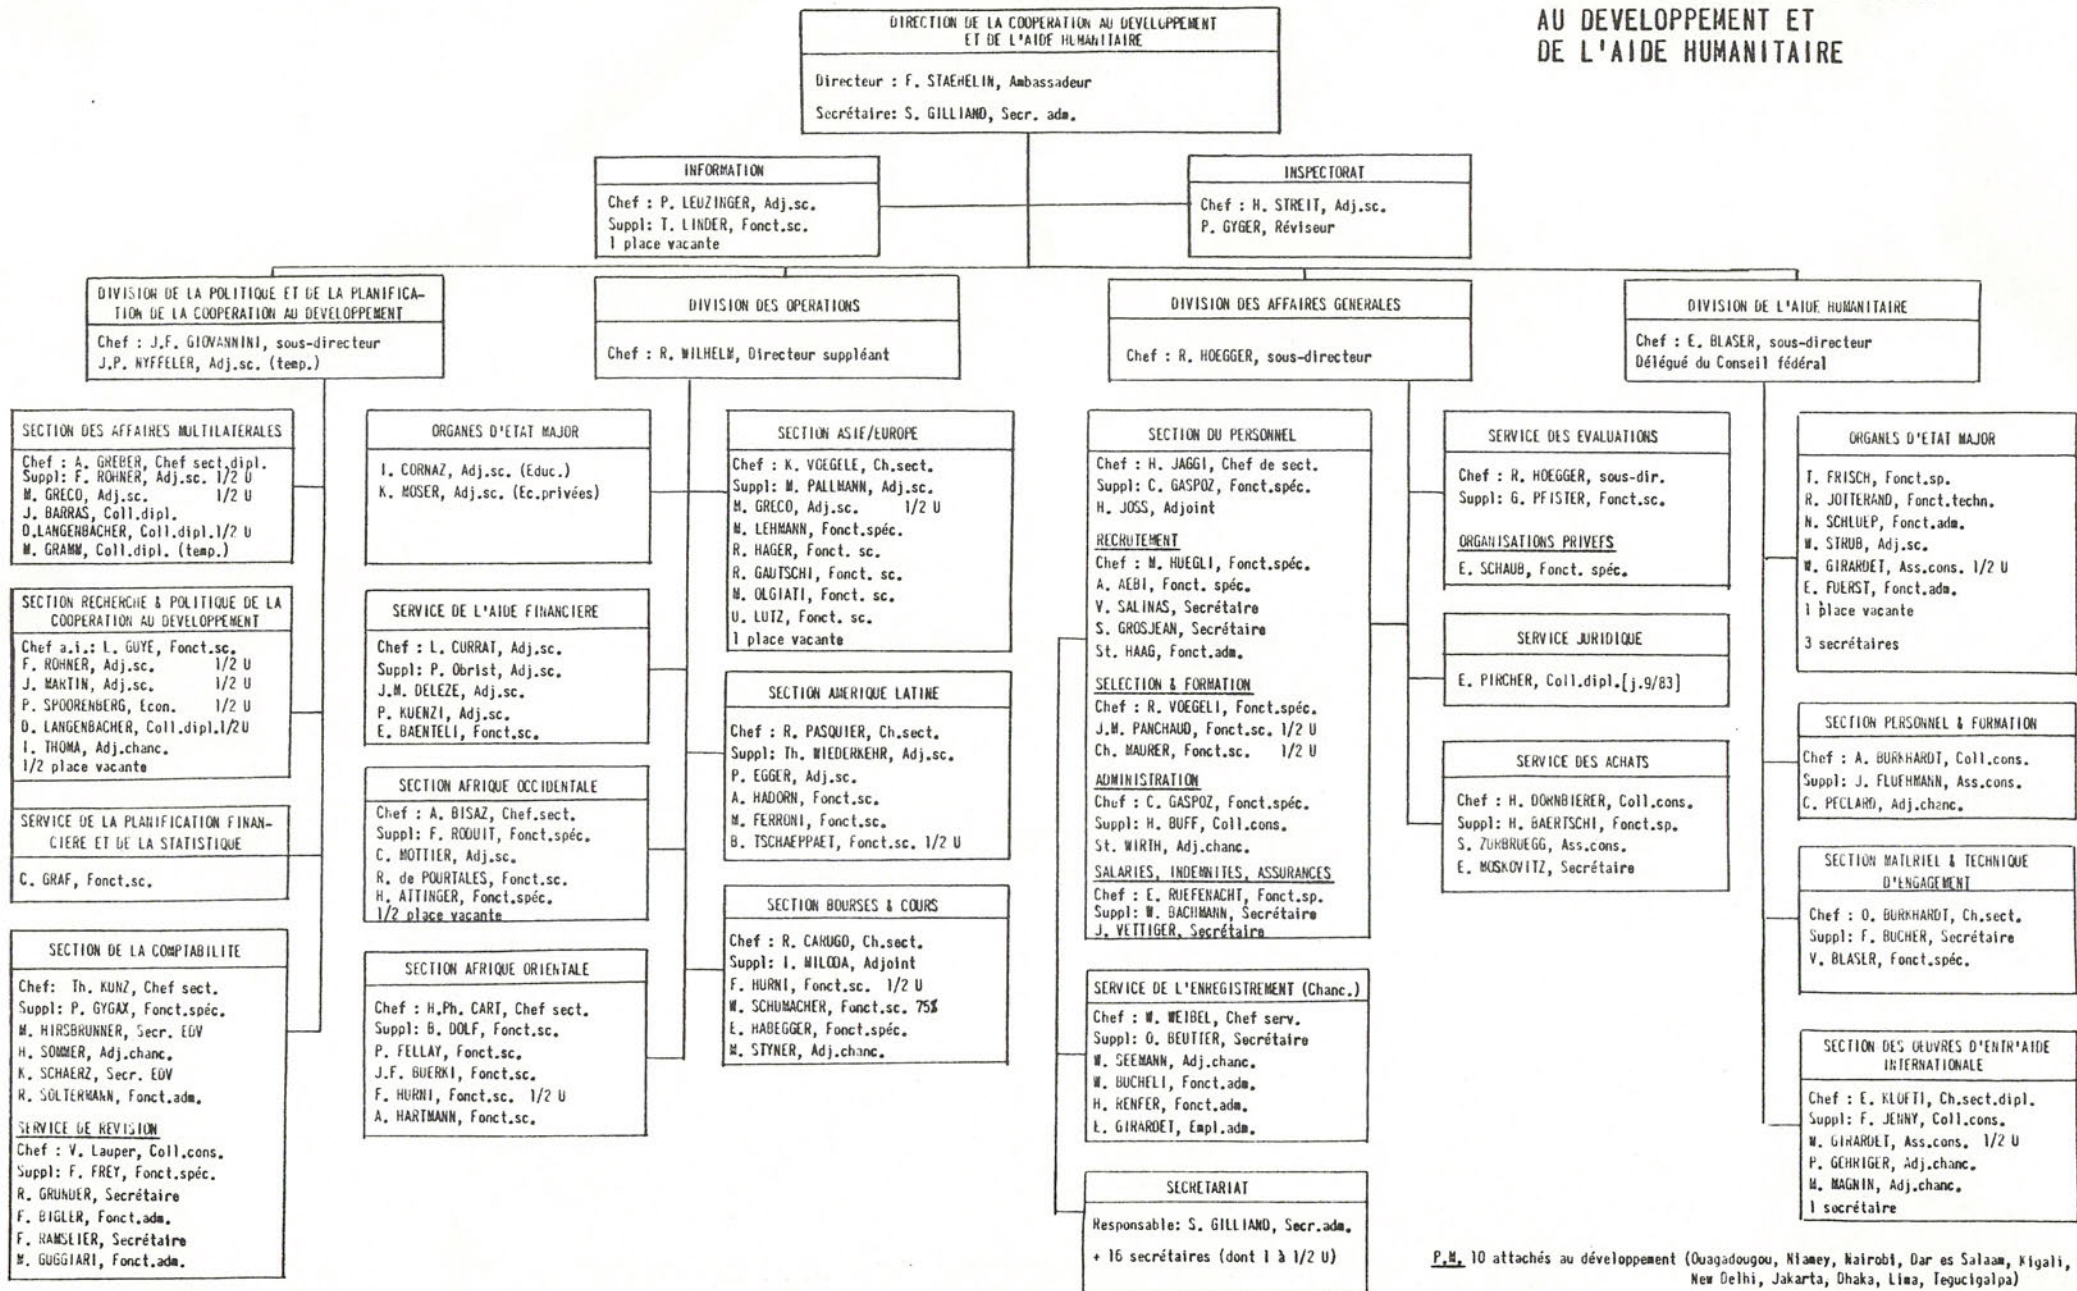 AU DEVELOPPEMENT ET
DE L'AIDE HUMANITAIRE
DIRECTION DE LA COOPERATION AU DEVELOPPEMENT
ET DE L'AIDE HUMANITAIRE
Directeur : F. STAEHELIN, Ambassadeur
Secrétaire: S. GILLIAND, Secr. adm.
INFORMATION
Chef : P. LEUZINGER, Adj.sc.
Suppl: T. LINDER, Fonct.sc.
1 place vacante
INSPECTORAT
Chef : H. STREIT, Adj.sc.
P. GYGER, Réviseur
DIVISION DE LA POLITIQUE ET DE LA PLANIFICA-
TION DE LA COOPERATION AU DEVELOPPEMENT
Chef : J.F. GIOVANNINI, sous-directeur
J.P. NYFFELER, Adj.sc. (temp.)
DIVISION DES OPERATIONS
Chef : R. WILHELM, Directeur suppléant
DIVISION DES AFFAIRES GENERALES
Chef : R. HOEGGER, sous-directeur
DIVISION DE L'AIDE HUMANITAIRE
Chef : E. BLASER, sous-directeur
Délégué du Conseil fédéral
SECTION DES AFFAIRES MULTILATERALES
Chef : A. GREBER, Chef sect.dipl.
Suppl: F. ROHNER, Adj.sc. 1/2 U
M. GRECO, Adj.sc. 1/2 U
J. BARRAS, Coll.dipl.
D.LANGENBACHER, Coll.dipl.1/2 U
M. GRAMM, Coll.dipl. (temp.)
SECTION RECHERCHE & POLITIQUE DE LA
COOPERATION AU DEVELOPPEMENT
Chef a.i.: L. GUYE, Fonct.sc.
F. ROHNER, Adj.sc. 1/2 U
J. MARTIN, Adj.sc. 1/2 U
P. SPOORENBERG, Econ. 1/2 U
D. LANGENBACHER, Coll.dipl.1/2U
I. THOMA, Adj.chanc.
1/2 place vacante
SERVICE DE LA PLANIFICATION FINAN-
CIERE ET DE LA STATISTIQUE
C. GRAF, Fonct.sc.
SECTION DE LA COMPTABILITE
Chef: Th. KUNZ, Chef sect.
Suppl: P. GYGAX, Fonct.spéc.
M. HIRSBRUNNER, Secr. EDV
H. SOMMER, Adj.chanc.
K. SCHAERZ, Secr. EDV
R. SOLTERMANN, Fonct.adm.
SERVICE DE REVISION
Chef : V. Lauper, Coll.cons.
Suppl: F. FREY, Fonct.spéc.
R. GRUNDER, Secrétaire
F. BIGLER, Fonct.adm.
F. RAMSEIER, Secrétaire
M. GUGGIARI, Fonct.adm.
ORGANES D'ETAT MAJOR
I. CORNAZ, Adj.sc. (Educ.)
K. MOSER, Adj.sc. (Ec.privées)
SERVICE DE L'AIDE FINANCIERE
Chef : L. CURRAT, Adj.sc.
Suppl: P. Obrist, Adj.sc.
J.M. DELEZE, Adj.sc.
P. KUENZI, Adj.sc.
E. BAENTELI, Fonct.sc.
SECTION AFRIQUE OCCIDENTALE
Chef : A. BISAZ, Chef.sect.
Suppl: F. RODUIT, Fonct.spéc.
C. MOTTIER, Adj.sc.
R. de POURTALES, Fonct.sc.
H. ATTINGER, Fonct.spéc.
1/2 place vacante
SECTION AFRIQUE ORIENTALE
Chef : H.Ph. CART, Chef sect.
Suppl: B. DOLF, Fonct.sc.
P. FELLAY, Fonct.sc.
J.F. BUERKI, Fonct.sc.
F. HURNI, Fonct.sc. 1/2 U
A. HARTMANN, Fonct.sc.
SECTION ASIE/EUROPE
Chef : K. VOEGELE, Ch.sect.
Suppl: M. PALLMANN, Adj.sc.
M. GRECO, Adj.sc. 1/2 U
M. LEHMANN, Fonct.spéc.
R. HAGER, Fonct. sc.
R. GAUTSCHI, Fonct. sc.
M. OLGIATI, Fonct. sc.
U. LUTZ, Fonct. sc.
1 place vacante
SECTION AMERIQUE LATINE
Chef : R. PASQUIER, Ch.sect.
Suppl: Th. WIEDERKEHR, Adj.sc.
P. EGGER, Adj.sc.
A. HADORN, Fonct.sc.
M. FERRONI, Fonct.sc.
B. TSCHAEPPAET, Fonct.sc. 1/2 U
SECTION BOURSES & COURS
Chef : R. CARUGO, Ch.sect.
Suppl: I. MILODA, Adjoint
F. HURNI, Fonct.sc. 1/2 U
W. SCHUMACHER, Fonct.sc. 75%
E. HABEGGER, Fonct.spéc.
M. STYNER, Adj.chanc.
SECTION DU PERSONNEL
Chef : H. JAGGI, Chef de sect.
Suppl: C. GASPOZ, Fonct.spéc.
H. JOSS, Adjoint
RECRUTEMENT
Chef : M. HUEGLI, Fonct.spéc.
A. AEBI, Fonct. spéc.
V. SALINAS, Secrétaire
S. GROSJEAN, Secrétaire
St. HAAG, Fonct.adm.
SELECTION & FORMATION
Chef : R. VOEGELI, Fonct.spéc.
J.M. PANCHAUD, Fonct.sc. 1/2 U
Ch. MAURER, Fonct.sc. 1/2 U
ADMINISTRATION
Chef : C. GASPOZ, Fonct.spéc.
Suppl: H. BUFF, Coll.cons.
St. WIRTH, Adj.chanc.
SALARIES, INDEMNITES, ASSURANCES
Chef : E. RUEFENACHT, Fonct.sp.
Suppl: W. BACHMANN, Secrétaire
J. VETTIGER, Secrétaire
SERVICE DE L'ENREGISTREMENT (Chanc.)
Chef : W. WEIBEL, Chef serv.
Suppl: O. BEUTTER, Secrétaire
W. SEEMANN, Adj.chanc.
W. BUCHELI, Fonct.adm.
H. RENFER, Fonct.adm.
E. GIRARDET, Empl.adm.
SECRETARIAT
Responsable: S. GILLIAND, Secr.adm.
+ 16 secrétaires (dont 1 à 1/2 U)
SERVICE DES EVALUATIONS
Chef : R. HOEGGER, sous-dir.
Suppl: G. PFISTER, Fonct.sc.
ORGANISATIONS PRIVEES
E. SCHAUB, Fonct. spéc.
SERVICE JURIDIQUE
E. PIRCHER, Coll.dipl.[j.9/83]
SERVICE DES ACHATS
Chef : H. DORNBIERER, Coll.cons.
Suppl: H. BAERTSCHI, Fonct.sp.
S. ZURBRUEGG, Ass.cons.
E. MOSKOVITZ, Secrétaire
ORGANES D'ETAT MAJOR
T. FRISCH, Fonct.sp.
R. JOTTERAND, Fonct.techn.
N. SCHLUEP, Fonct.adm.
W. STRUB, Adj.sc.
W. GIRARDET, Ass.cons. 1/2 U
E. FUERST, Fonct.adm.
1 place vacante
3 secrétaires
SECTION PERSONNEL & FORMATION
Chef : A. BURKHARDT, Coll.cons.
Suppl: J. FLUEHMANN, Ass.cons.
C. PECLARD, Adj.chanc.
SECTION MATERIEL & TECHNIQUE
D'ENGAGEMENT
Chef : O. BURKHARDT, Ch.sect.
Suppl: F. BUCHER, Secrétaire
V. BLASER, Fonct.spéc.
SECTION DES OEUVRES D'ENTR'AIDE
INTERNATIONALE
Chef : E. KLOETI, Ch.sect.dipl.
Suppl: F. JENNY, Coll.cons.
W. GIRARDET, Ass.cons. 1/2 U
P. GEHRIGER, Adj.chanc.
M. MAGNIN, Adj.chanc.
1 secrétaire
P.M. 10 attachés au développement (Ouagadougou, Niamey, Nairobi, Dar es Salaam, Kigali,
New Delhi, Jakarta, Dhaka, Lima, Tegucigalpa)